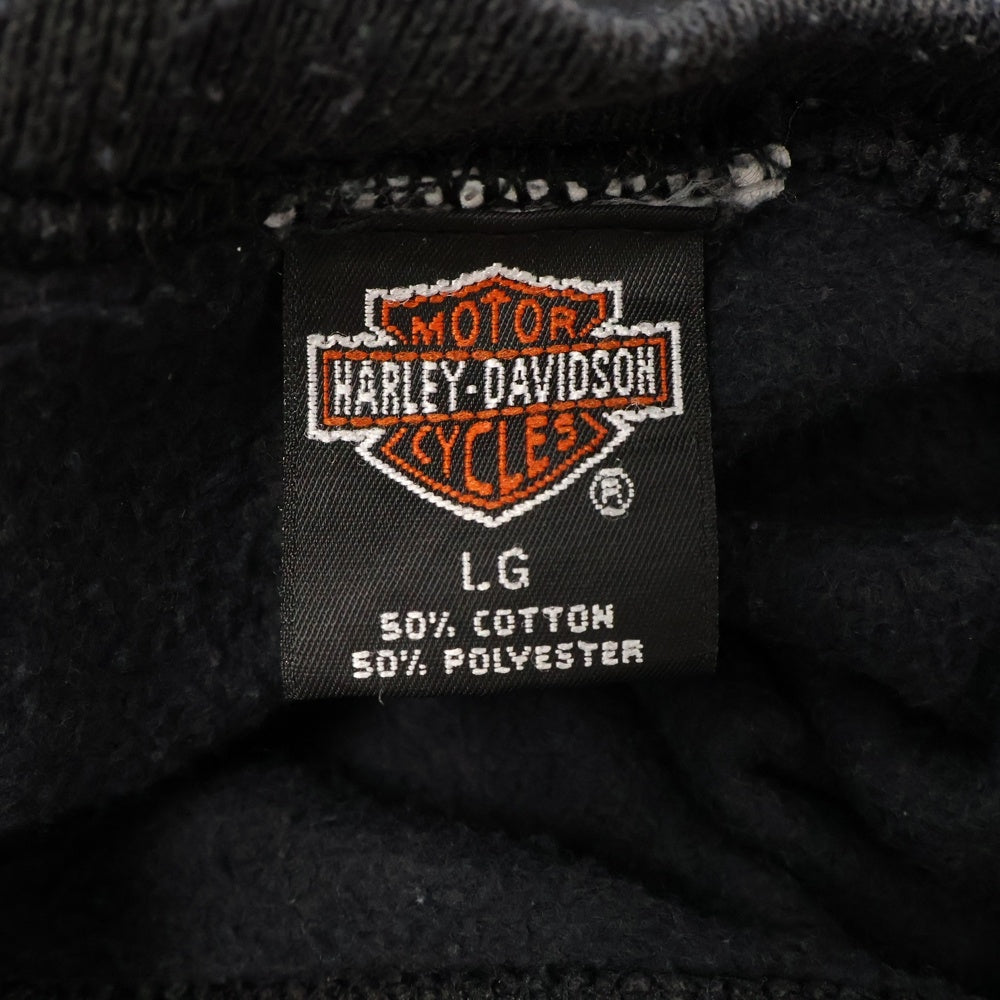 MOTOR
HARLEY-DAVIDSON
CYCLES
®
LG
50% COTTON
50% POLYESTER